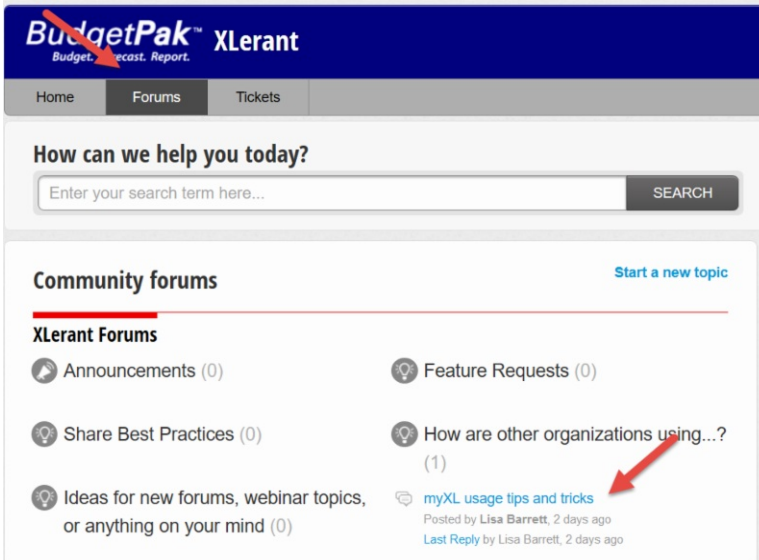 BudgetPak™ XLerant
Budget. Forecast. Report.
Home Forums Tickets
How can we help you today?
Enter your search term here...
SEARCH
Community forums
Start a new topic
XLerant Forums
Announcements (0)
Feature Requests (0)
Share Best Practices (0)
How are other organizations using...?
(1)
Ideas for new forums, webinar topics,
or anything on your mind (0)
myXL usage tips and tricks
Posted by Lisa Barrett, 2 days ago
Last Reply by Lisa Barrett, 2 days ago